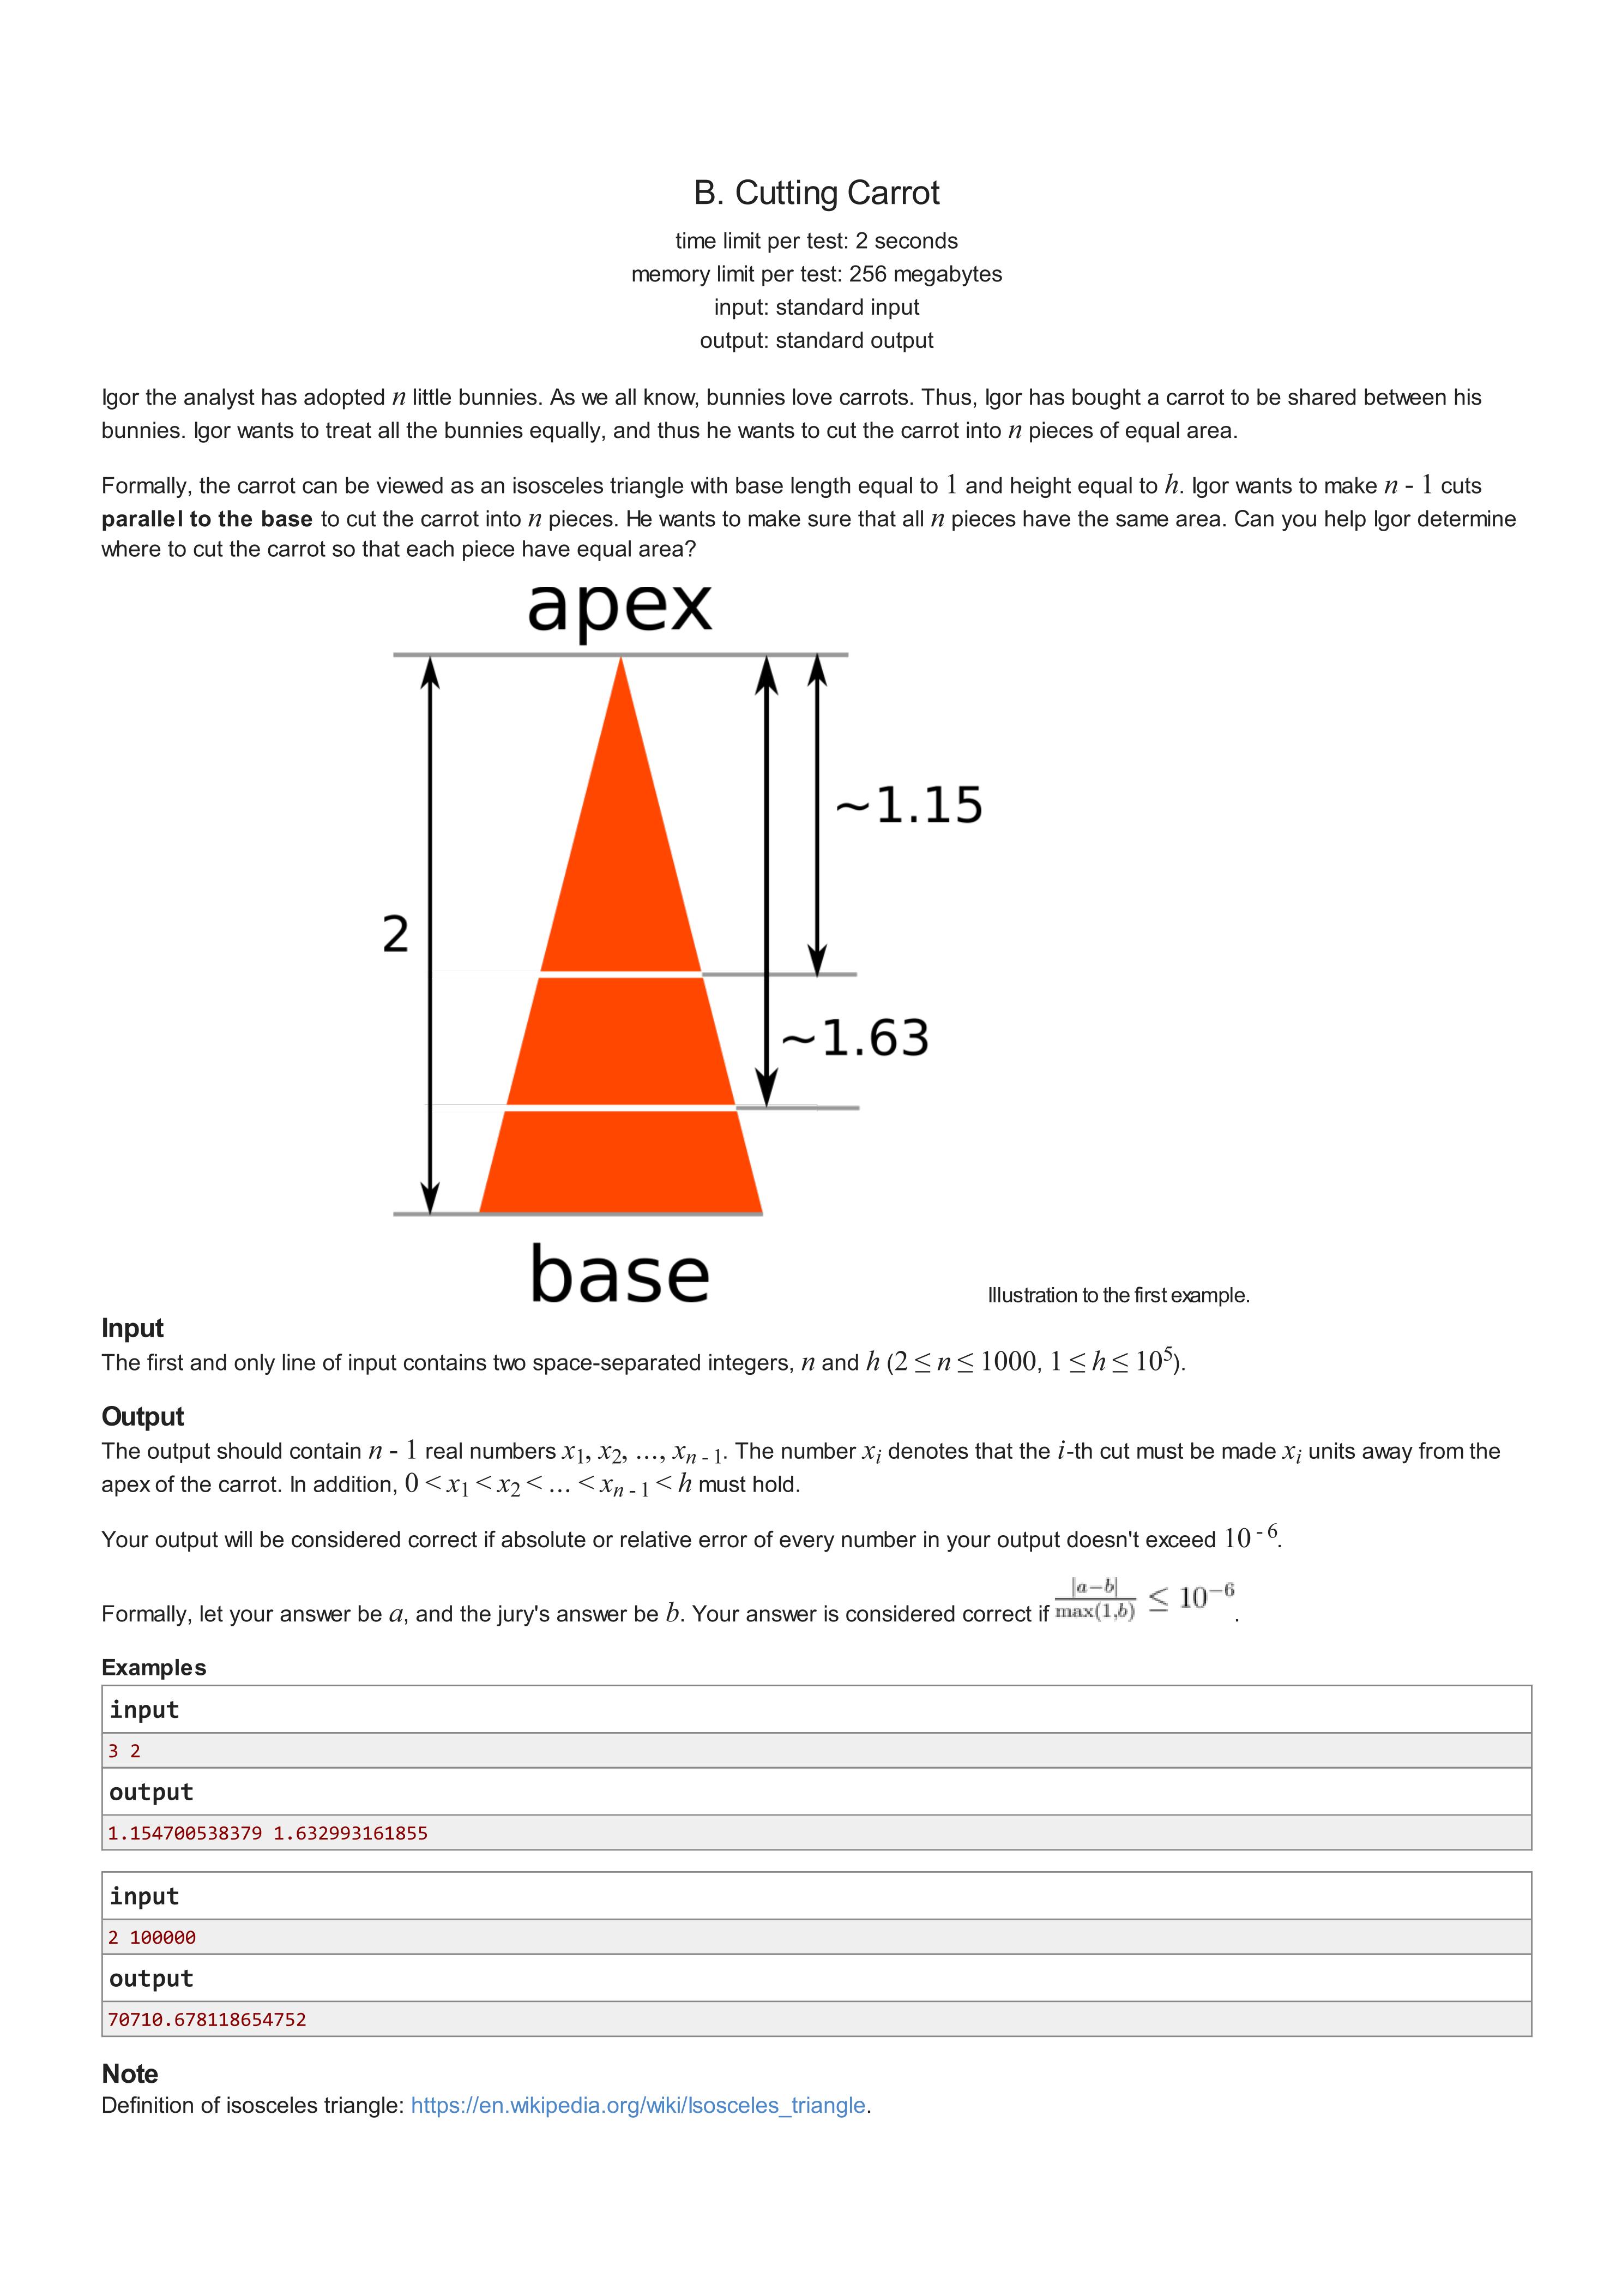 B. Cutting Carrot
time limit per test: 2 seconds
memory limit per test: 256 megabytes
input: standard input
output: standard output
Igor the analyst has adopted n little bunnies. As we all know, bunnies love carrots. Thus, Igor has bought a carrot to be shared between his
bunnies. Igor wants to treat all the bunnies equally, and thus he wants to cut the carrot into n pieces of equal area.
Formally, the carrot can be viewed as an isosceles triangle with base length equal to 1 and height equal to h. Igor wants to make n - 1 cuts
parallel to the base to cut the carrot into n pieces. He wants to make sure that all n pieces have the same area. Can you help Igor determine
where to cut the carrot so that each piece have equal area?
apex
~1.15
2
~1.63
base
Illustration to the first example.
Input
The first and only line of input contains two space-separated integers, n and h (2 ≤ n ≤ 1000, 1 ≤ h ≤ 10^5).
Output
The output should contain n - 1 real numbers x_1, x_2, ..., x_{n - 1}. The number x_i denotes that the i-th cut must be made x_i units away from the
apex of the carrot. In addition, 0 < x_1 < x_2 < ... < x_{n - 1} < h must hold.
Your output will be considered correct if absolute or relative error of every number in your output doesn't exceed 10^{-6}.
Formally, let your answer be a, and the jury's answer be b. Your answer is considered correct if |a−b| / max(1,b) ≤ 10^{−6}.
Examples
input
3 2
output
1.154700538379 1.632993161855
input
2 100000
output
70710.678118654752
Note
Definition of isosceles triangle: https://en.wikipedia.org/wiki/Isosceles_triangle.